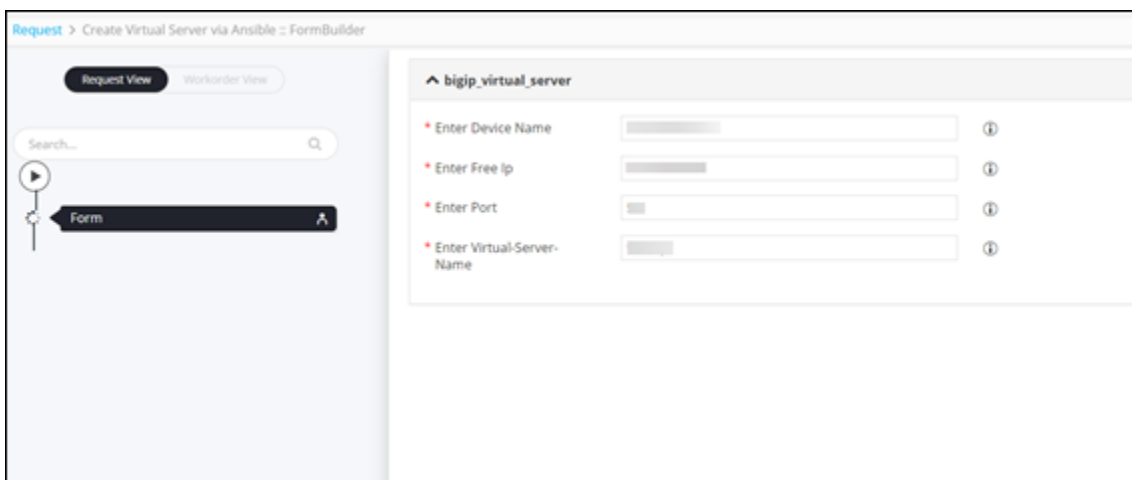 Request > Create Virtual Server via Ansible :: FormBuilder
Request View
Workorder View
bigip_virtual_server
Search...
* Enter Device Name
* Enter Free Ip
* Enter Port
Form
* Enter Virtual-Server-
Name